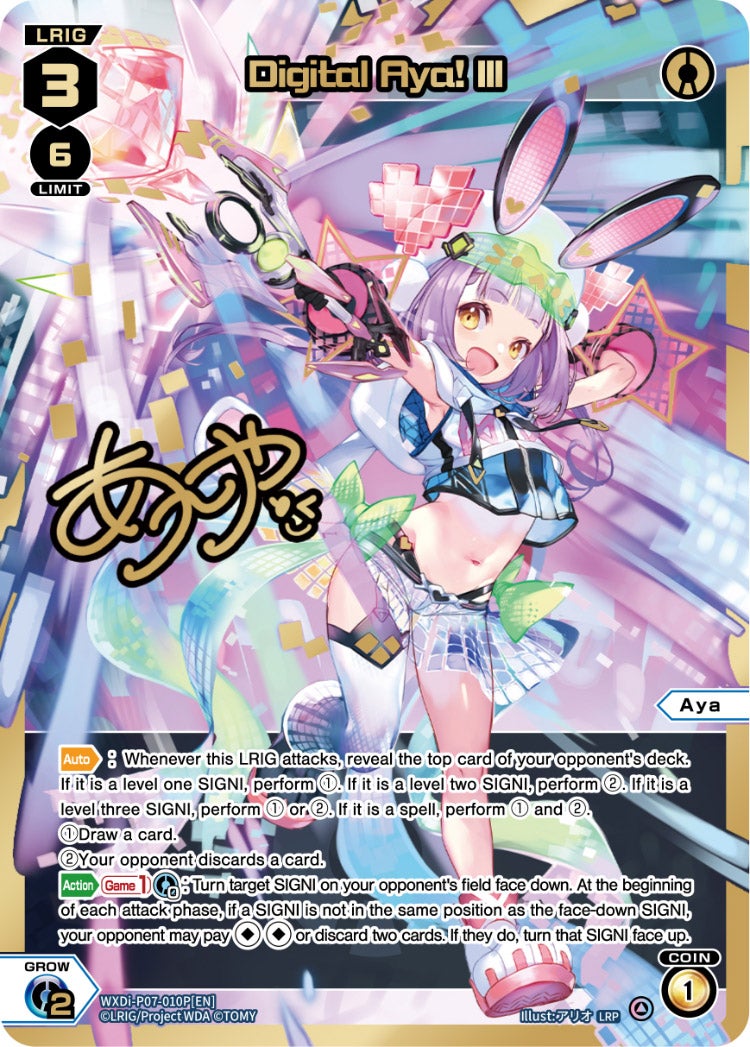 LRIG
3
6
LIMIT
Digital Aya! III
Aya
Auto : Whenever this LRIG attacks, reveal the top card of your opponent's deck.
If it is a level one SIGNI, perform ①. If it is a level two SIGNI, perform ②. If it is a
level three SIGNI, perform ① or ②. If it is a spell, perform ① and ②.
①Draw a card.
②Your opponent discards a card.
Action Game 1 0 : Turn target SIGNI on your opponent's field face down. At the beginning
of each attack phase, if a SIGNI is not in the same position as the face-down SIGNI,
your opponent may pay ◆ ◆ or discard two cards. If they do, turn that SIGNI face up.
GROW
2
COIN
1
WXDi-P07-010P[EN]
©LRIG/Project WDA ©TOMY
Illust:アリオ LRP